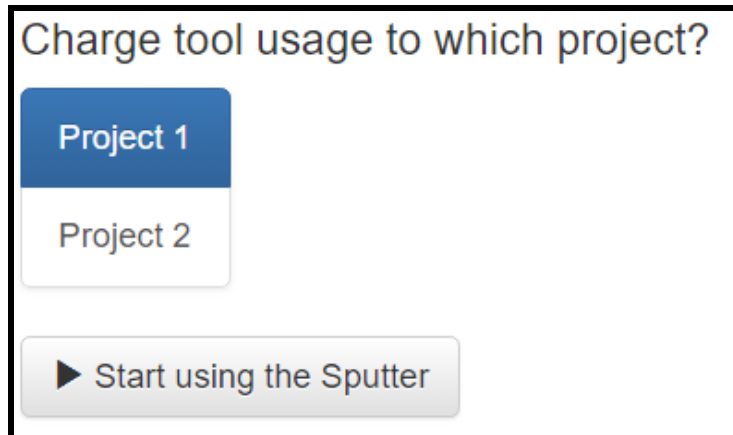 Charge tool usage to which project?
Project 1
Project 2
Start using the Sputter